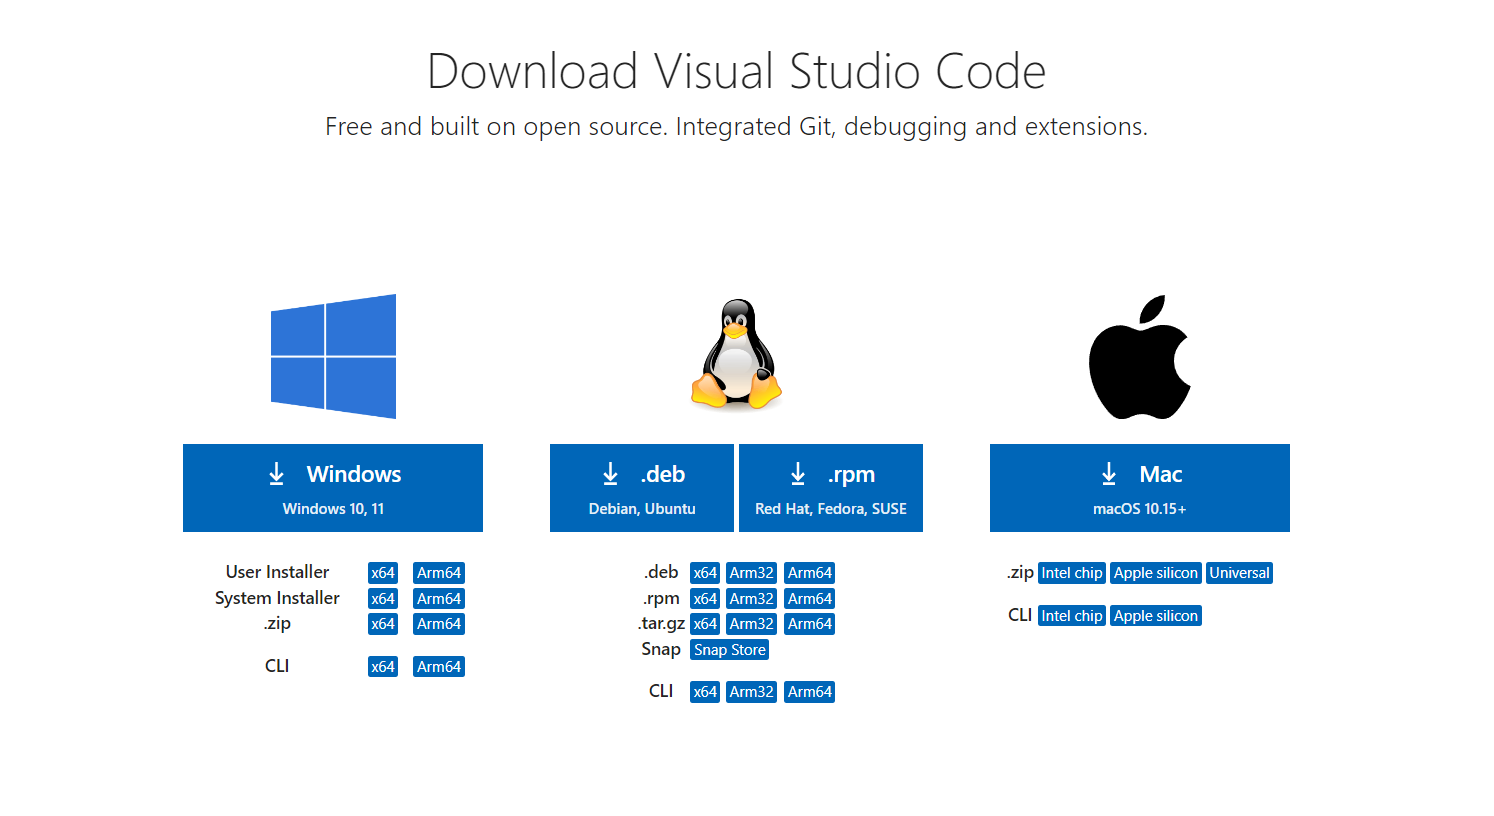 Download Visual Studio Code
Free and built on open source. Integrated Git, debugging and extensions.
Windows
Windows 10, 11
User Installer x64 Arm64
System Installer x64 Arm64
.zip x64 Arm64
CLI x64 Arm64
.deb
Debian, Ubuntu
.rpm
Red Hat, Fedora, SUSE
.deb x64 Arm32 Arm64
.rpm x64 Arm32 Arm64
.tar.gz x64 Arm32 Arm64
Snap Snap Store
CLI x64 Arm32 Arm64
Mac
macOS 10.15+
.zip Intel chip Apple silicon Universal
CLI Intel chip Apple silicon